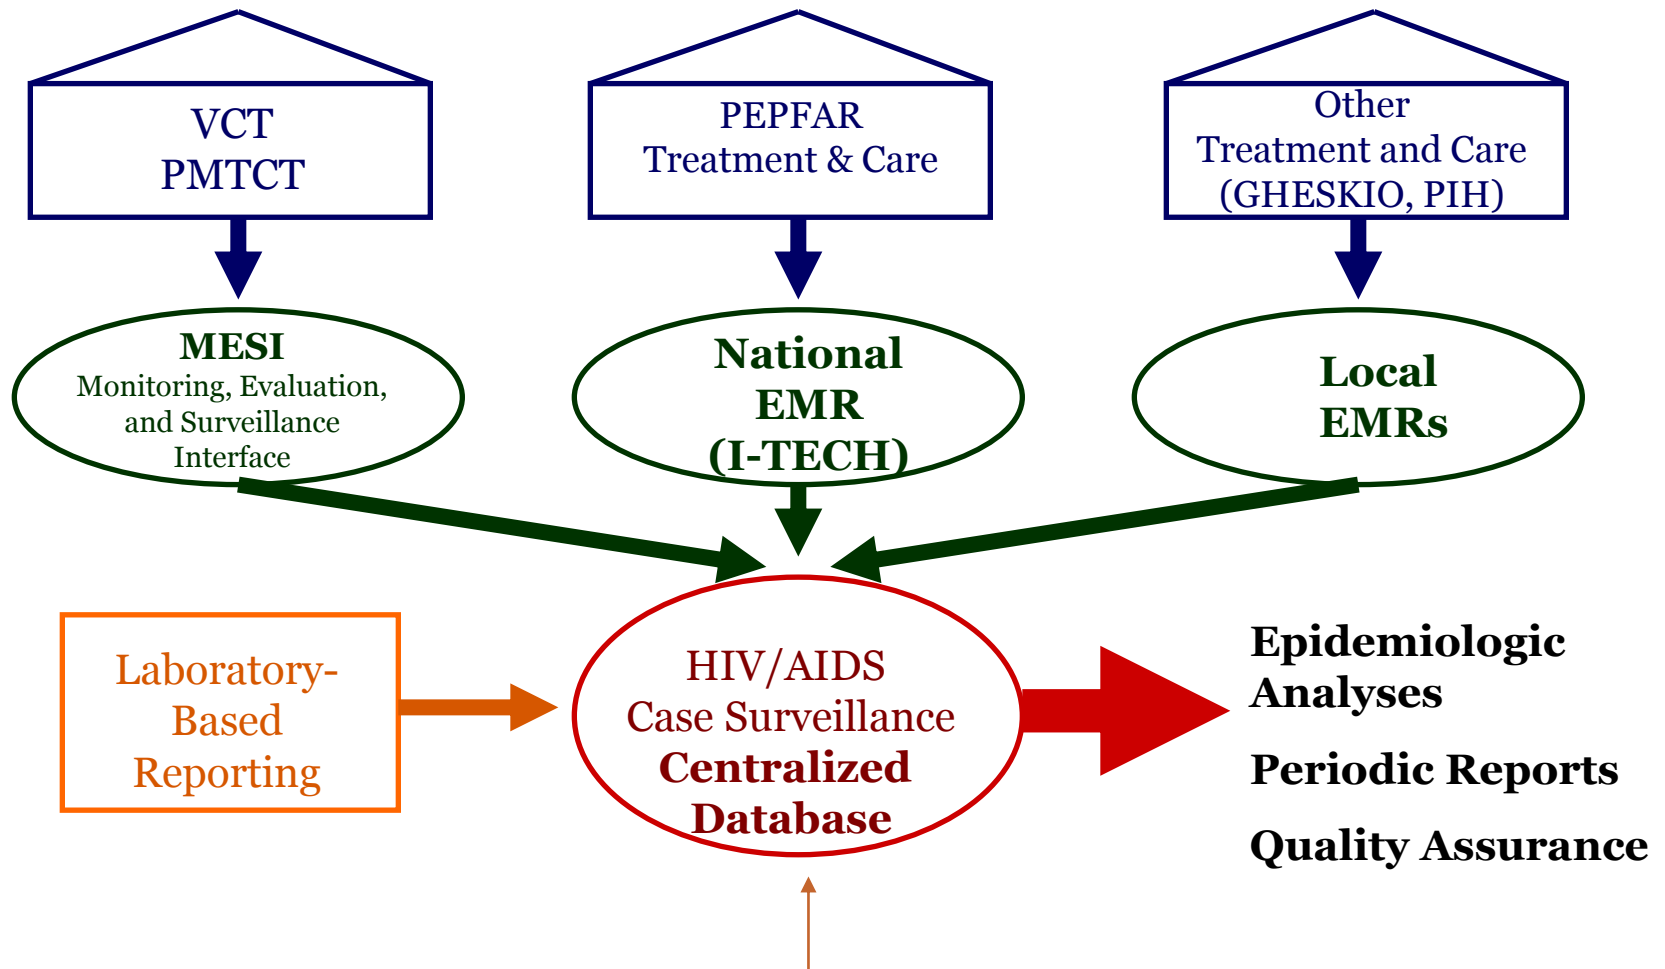 VCT
PMTCT
PEPFAR
Treatment & Care
Other
Treatment and Care
(GHESKIO, PIH)
MESI
Monitoring, Evaluation,
and Surveillance
Interface
National
EMR
(I-TECH)
Local
EMRs
Laboratory-
Based
Reporting
HIV/AIDS
Case Surveillance
Centralized
Database
Epidemiologic
Analyses
Periodic Reports
Quality Assurance